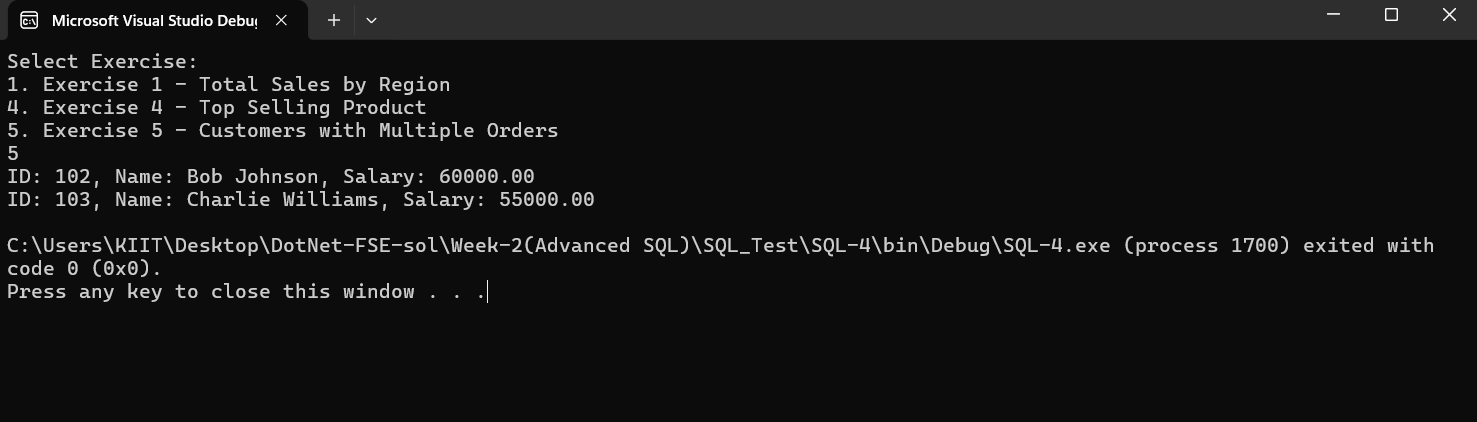 Microsoft Visual Studio Debug
Select Exercise:
1. Exercise 1 - Total Sales by Region
4. Exercise 4 - Top Selling Product
5. Exercise 5 - Customers with Multiple Orders
5
ID: 102, Name: Bob Johnson, Salary: 60000.00
ID: 103, Name: Charlie Williams, Salary: 55000.00
C:\Users\KIIT\Desktop\DotNet-FSE-sol\Week-2(Advanced SQL)\SQL_Test\SQL-4\bin\Debug\SQL-4.exe (process 1700) exited with
code 0 (0x0).
Press any key to close this window . . .